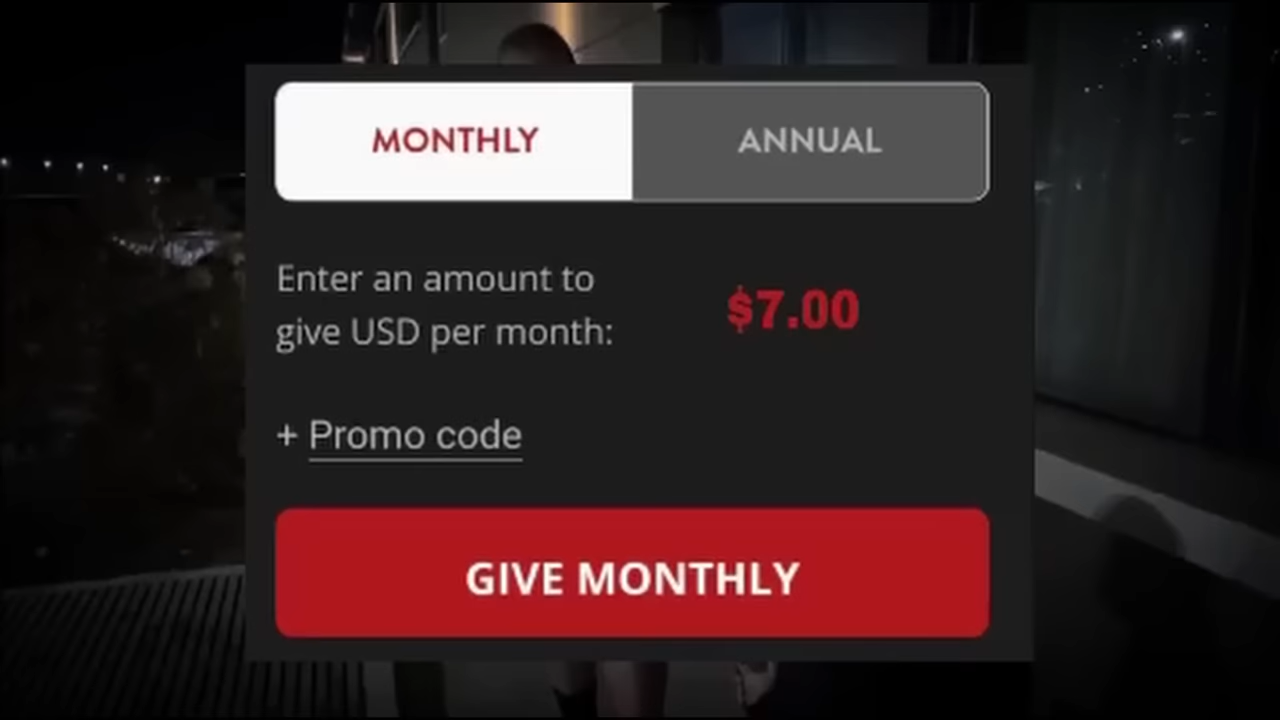 MONTHLY
ANNUAL
Enter an amount to
give USD per month:
$7.00
+ Promo code
GIVE MONTHLY